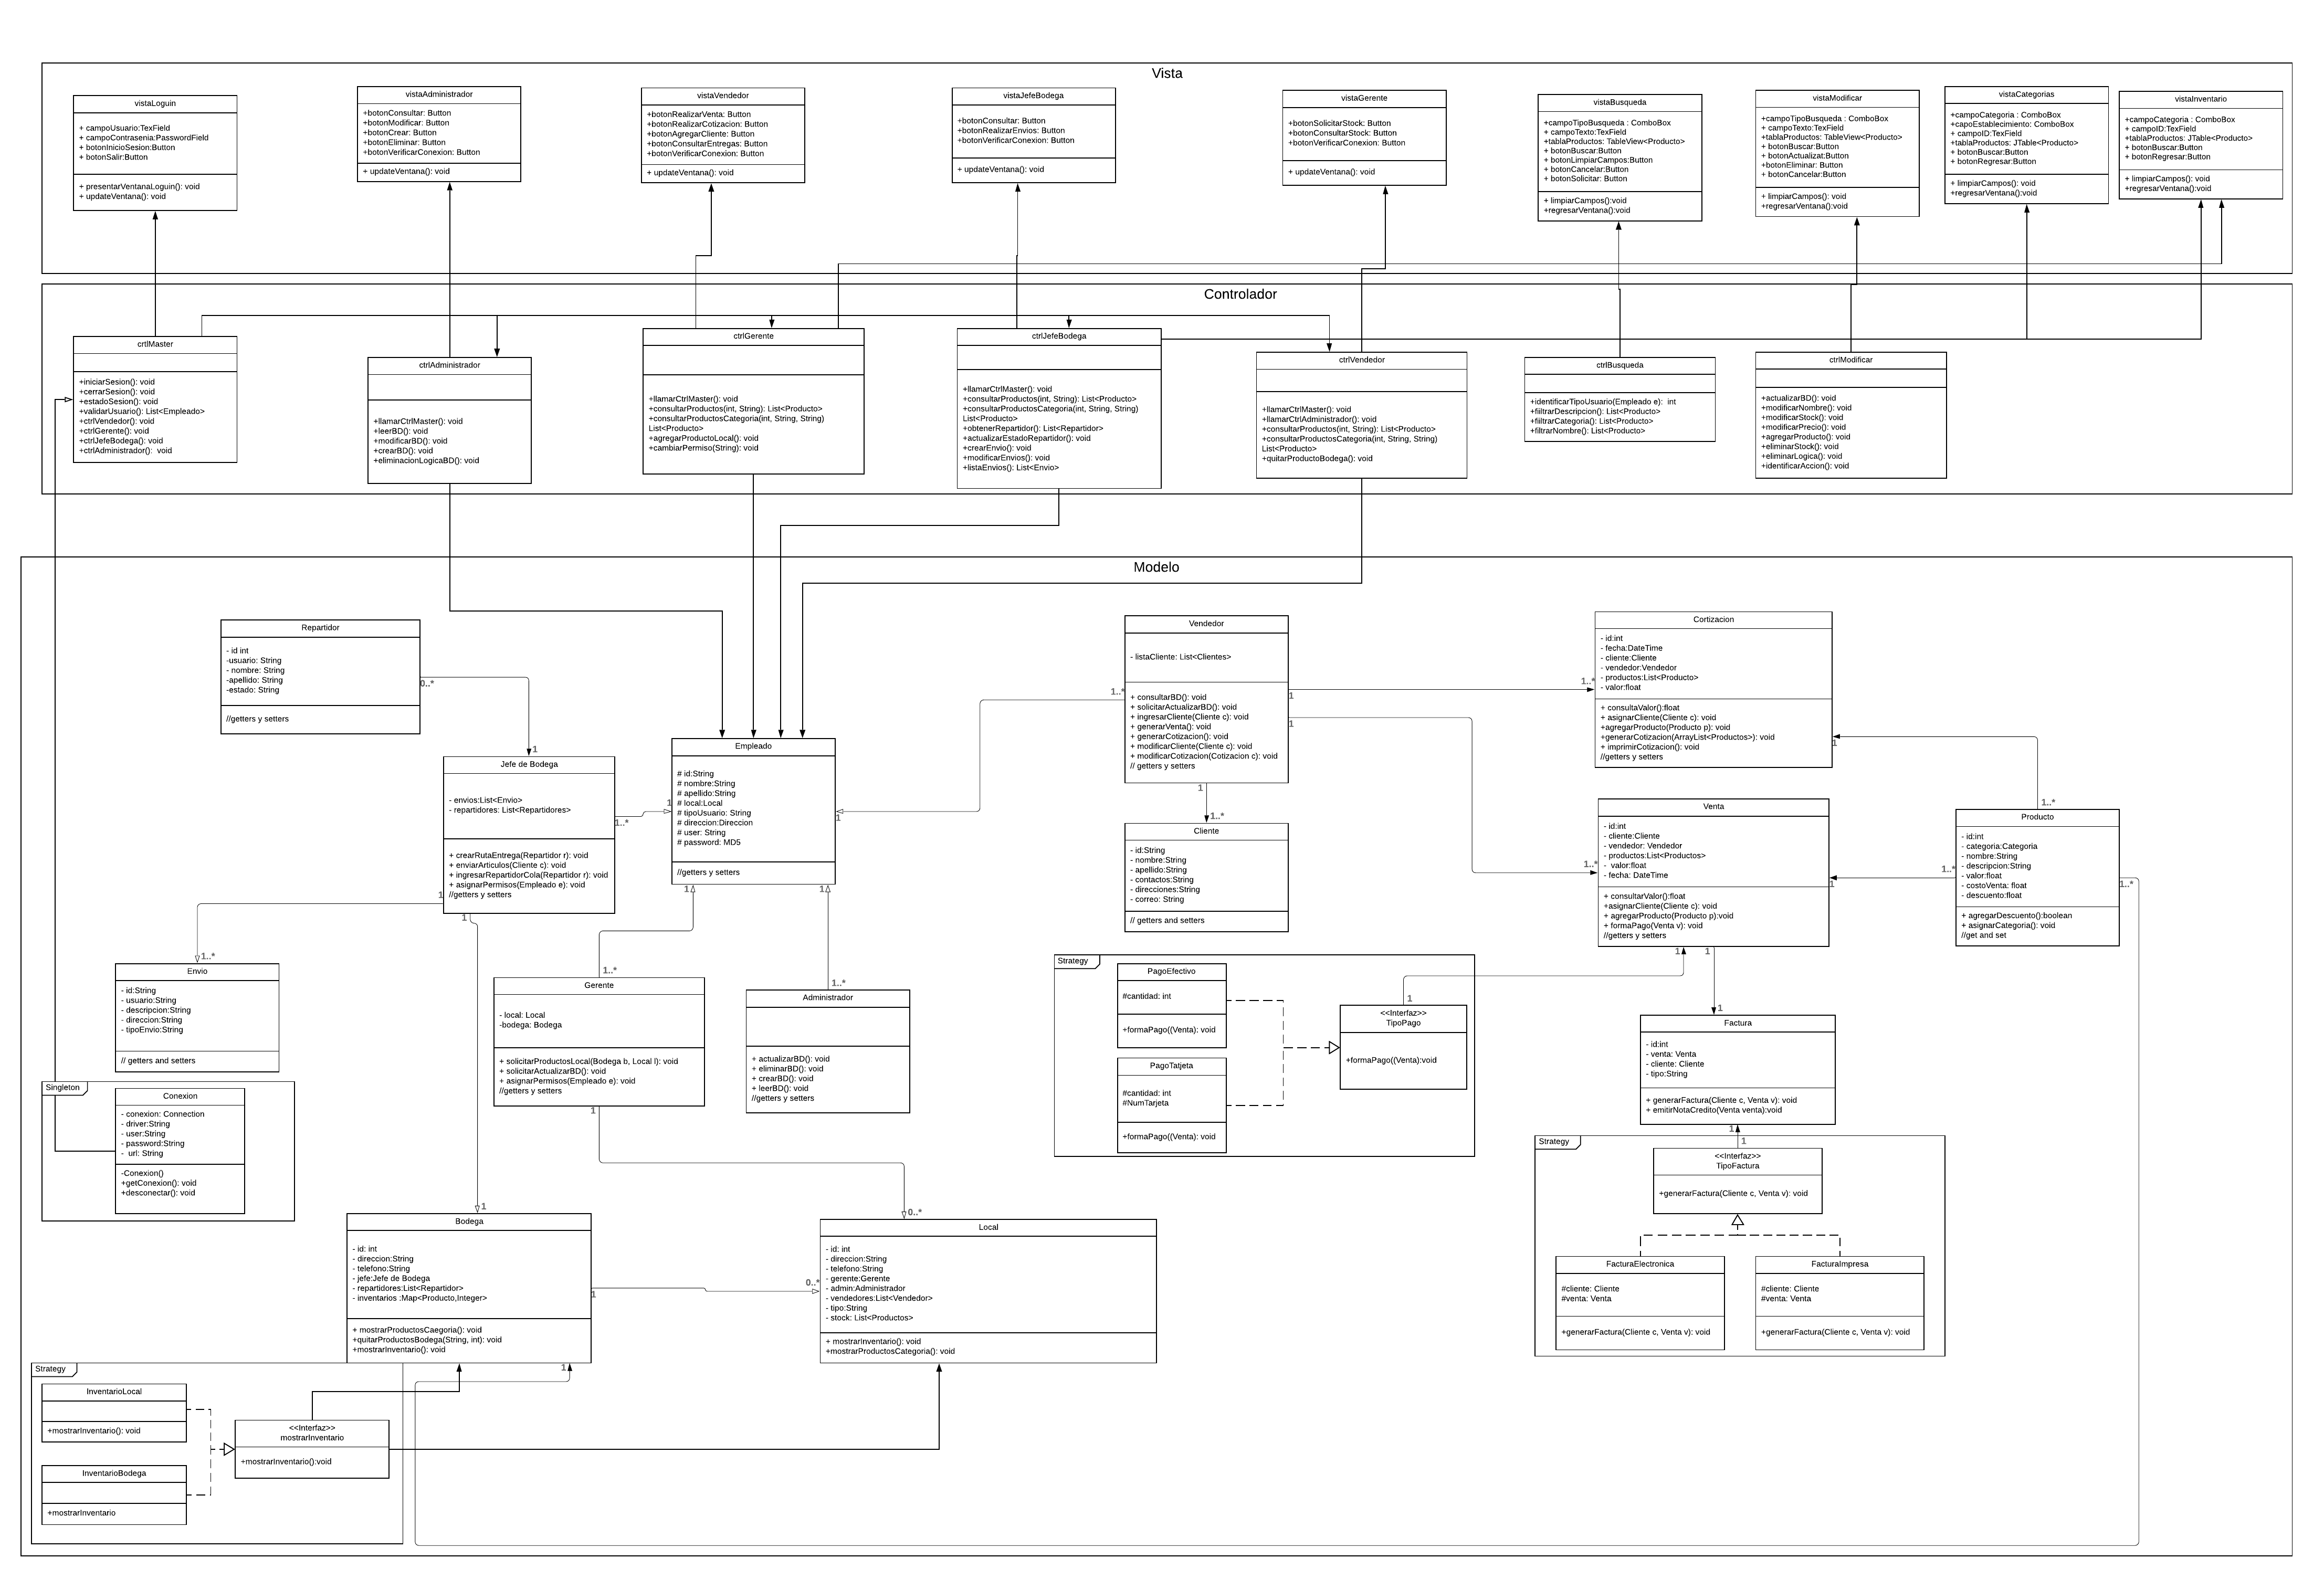 Vista
vistaLoguin
+ campoUsuario:TexField
+ campoContrasenia:PasswordField
+ botonInicioSesion:Button
+ botonSalir:Button
+ presentarVentanaLoguin(): void
+ updateVentana(): void
vistaAdministrador
+botonConsultar: Button
+botonModificar: Button
+botonCrear: Button
+botonEliminar: Button
+botonVerificarConexion: Button
+ updateVentana(): void
vistaVendedor
+botonRealizarVenta: Button
+botonRealizarCotizacion: Button
+botonAgregarCliente: Button
+botonConsultarEntregas: Button
+botonVerificarConexion: Button
+ updateVentana(): void
vistaJefeBodega
+botonConsultar: Button
+botonRealizarEnvios: Button
+botonVerificarConexion: Button
+ updateVentana(): void
vistaGerente
+botonSolicitarStock: Button
+botonConsultarStock: Button
+botonVerificarConexion: Button
+ updateVentana(): void
vistaBusqueda
+campoTipoBusqueda : ComboBox
+ campoTexto:TexField
+tablaProductos: TableView<Producto>
+ botonBuscar:Button
+ botonLimpiarCampos:Button
+ botonCancelar:Button
+ botonSolicitar: Button
+ limpiarCampos():void
+regresarVentana():void
vistaModificar
+campoTipoBusqueda : ComboBox
+ campoTexto:TexField
+tablaProductos: TableView<Producto>
+ botonBuscar:Button
+ botonActualizat;Button
+botonEliminar: Button
+ botonCancelar:Button
+ limpiarCampos(): void
+regresarVentana():void
vistaCategorias
+campoCategoria : ComboBox
+capoEstablecimiento: ComboBox
+ campoID:TexField
+tablaProductos: JTable<Producto>
+ botonBuscar:Button
+ botonRegresar:Button
+ limpiarCampos(): void
+regresarVentana():void
vistaInventario
+campoCategoria : ComboBox
+ campoID:TexField
+tablaProductos: JTable<Producto>
+ botonBuscar:Button
+ botonRegresar:Button
+ limpiarCampos(): void
+regresarVentana():void
Controlador
crtlMaster
+iniciarSesion(): void
+cerrarSesion(): void
+estadoSesion(): void
+validarUsuario(): List<Empleado>
+ctrlVendedor(): void
+ctrlGerente(): void
+ctrlJefeBodega(): void
+ctrlAdministrador(): void
ctrlAdministrador
+llamarCtrlMaster(): void
+leerBD(): void
+modificarBD(): void
+crearBD(): void
+eliminacionLogicaBD(): void
ctrlGerente
+llamarCtrlMaster(): void
+consultarProductos(int, String): List<Producto>
+consultarProductosCategoria(int, String, String)
List<Producto>
+agregarProductoLocal(): void
+cambiarPermiso(String): void
ctrlJefeBodega
+llamarCtrlMaster(): void
+consultarProductos(int, String): List<Producto>
+consultarProductosCategoria(int, String, String)
List<Producto>
+obtenerRepartidor(): List<Repartidor>
+actualizarEstadoRepartidor(): void
+crearEnvio(): void
+modificarEnvios(): void
+listaEnvios(): List<Envio>
ctrlVendedor
+llamarCtrlMaster(): void
+llamarCtrlAdministrador(): void
+consultarProductos(int, String): List<Producto>
+consultarProductosCategoria(int, String, String)
List<Producto>
+quitarProductoBodega(): void
ctrlBusqueda
+identificarTipoUsuario(Empleado e): int
+fiiltrarDescripcion(): List<Producto>
+fiiltrarCategoria(): List<Producto>
+filtrarNombre(): List<Producto>
ctrlModificar
+actualizarBD(): void
+modificarNombre(): void
+modificarStock(): void
+modificarPrecio(): void
+agregarProducto(): void
+eliminarStock(): void
+eliminarLogica(): void
+identificarAccion(): void
Modelo
Repartidor
- id int
-usuario: String
- nombre: String
-apellido: String
-estado: String
//getters y setters
0..*
1
Jefe de Bodega
- envios:List<Envio>
- repartidores: List<Repartidores>
+ crearRutaEntrega(Repartidor r): void
+ enviarArticulos(Cliente c): void
+ ingresarRepartidorCola(Repartidor r): void
+ asignarPermisos(Empleado e): void
//getters y setters
1..*
1
1
1
Empleado
# id:String
# nombre:String
# apellido:String
# local:Local
# tipoUsuario: String
# direccion:Direccion
# user: String
# password: MD5
//getters y setters
1
1
1
Vendedor
- listaCliente: List<Clientes>
+ consultarBD(): void
+ solicitarActualizarBD(): void
+ ingresarCliente(Cliente c): void
+ generarVenta(): void
+ generarCotizacion(): void
+ modificarCliente(Cliente c): void
+ modificarCotizacion(Cotizacion c): void
// getters y setters
1..*
1
1
1
1..*
Cliente
- id:String
- nombre:String
- apellido:String
- contactos:String
- direcciones:String
- correo: String
// getters and setters
Cortizacion
- id:int
- fecha:DateTime
- cliente:Cliente
- vendedor:Vendedor
- productos:List<Producto>
- valor:float
+ consultaValor():float
+ asignarCliente(Cliente c): void
+agregarProducto(Producto p): void
+generarCotizacion(ArrayList<Productos>): void
+ imprimirCotizacion(): void
//getters y setters
1..*
1
Venta
- id:int
- cliente:Cliente
- vendedor: Vendedor
- productos:List<Productos>
- valor:float
- fecha: DateTime
+ consultarValor():float
+asignarCliente(Cliente c): void
+ agregarProducto(Producto p):void
+ formaPago(Venta v): void
//getters y setters
1..*
1
1
1
Producto
- id:int
- categoria:Categoria
- nombre:String
- descripcion:String
- valor:float
- costoVenta: float
- descuento:float
+ agregarDescuento():boolean
+ asignarCategoria(): void
//get and set
1..*
1..*
1..*
1..*
Envio
- id:String
- usuario:String
- descripcion:String
- direccion:String
- tipoEnvio:String
// getters and setters
1..*
Gerente
- local: Local
-bodega: Bodega
+ solicitarProductosLocal(Bodega b, Local l): void
+ solicitarActualizarBD(): void
+ asignarPermisos(Empleado e): void
//getters y setters
1
1..*
Administrador
+ actualizarBD(): void
+ eliminarBD(): void
+ crearBD(): void
+ leerBD(): void
//getters y setters
Strategy
PagoEfectivo
#cantidad: int
+formaPago((Venta): void
PagoTatjeta
#cantidad: int
#NumTarjeta
+formaPago((Venta): void
1
<<Interfaz>>
TipoPago
+formaPago((Venta):void
1
Factura
- id:int
- venta: Venta
- cliente: Cliente
- tipo:String
+ generarFactura(Cliente c, Venta v): void
+ emitirNotaCredito(Venta venta):void
1
1
Strategy
<<Interfaz>>
TipoFactura
+generarFactura(Cliente c, Venta v): void
FacturaElectronica
#cliente: Cliente
#venta: Venta
+generarFactura(Cliente c, Venta v): void
FacturaImpresa
#cliente: Cliente
#venta: Venta
+generarFactura(Cliente c, Venta v): void
Singleton
Conexion
- conexion: Connection
- driver:String
- user:String
- password:String
- url: String
-Conexion()
+getConexion(): void
+desconectar(): void
1
Bodega
- id: int
- direccion:String
- telefono:String
- jefe:Jefe de Bodega
- repartidores:List<Repartidor>
- inventarios :Map<Producto,Integer>
+ mostrarProductosCaegoria(): void
+quitarProductosBodega(String, int): void
+mostrarInventario(): void
1
1
0..*
0..*
Local
- id: int
- direccion:String
- telefono:String
- gerente:Gerente
- admin:Administrador
- vendedores:List<Vendedor>
- tipo:String
- stock: List<Productos>
+ mostrarInventario(): void
+mostrarProductosCategoria(): void
Strategy
InventarioLocal
+mostrarInventario(): void
InventarioBodega
+mostrarInventario
<<Interfaz>>
mostrarInventario
+mostrarInventario():void